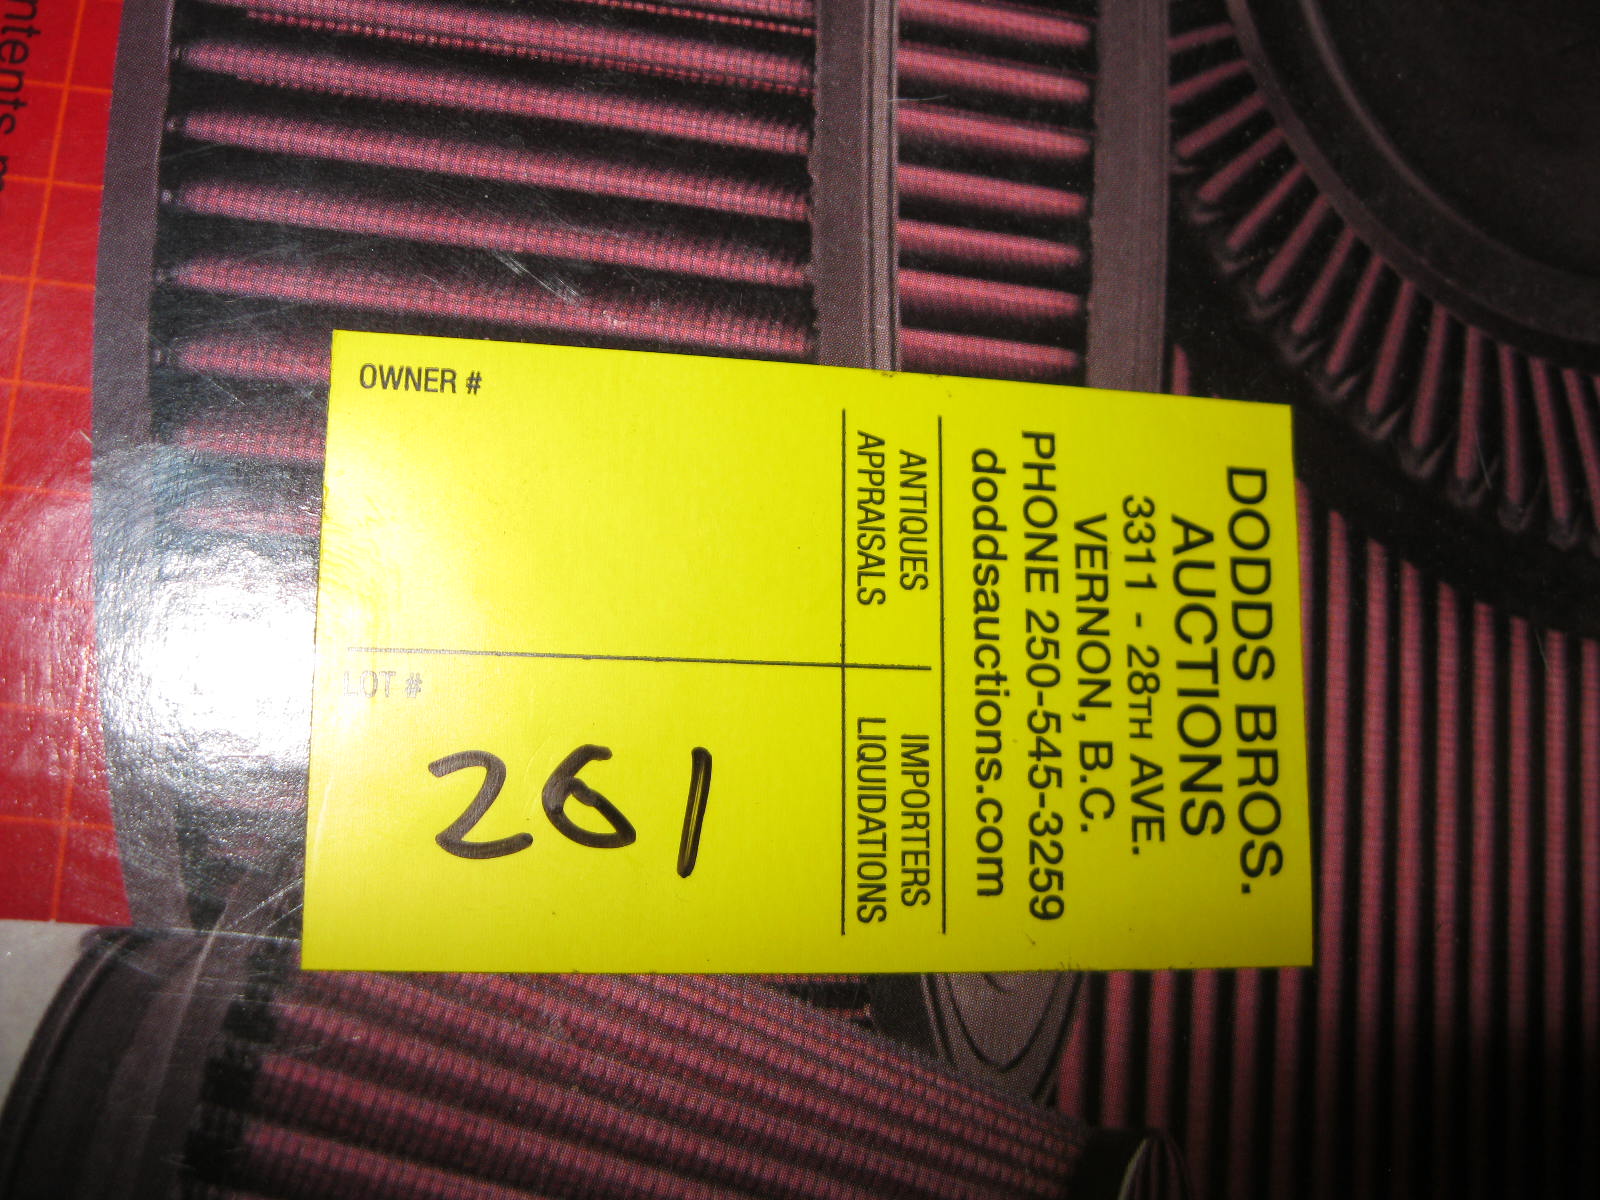 DODDS BROS.
AUCTIONS
3311 - 28TH AVE.
VERNON, B.C.
PHONE 250-545-3259
doddsauctions.com
ANTIQUES
APPRAISALS
IMPORTERS
LIQUIDATIONS
OWNER #
LOT #
261